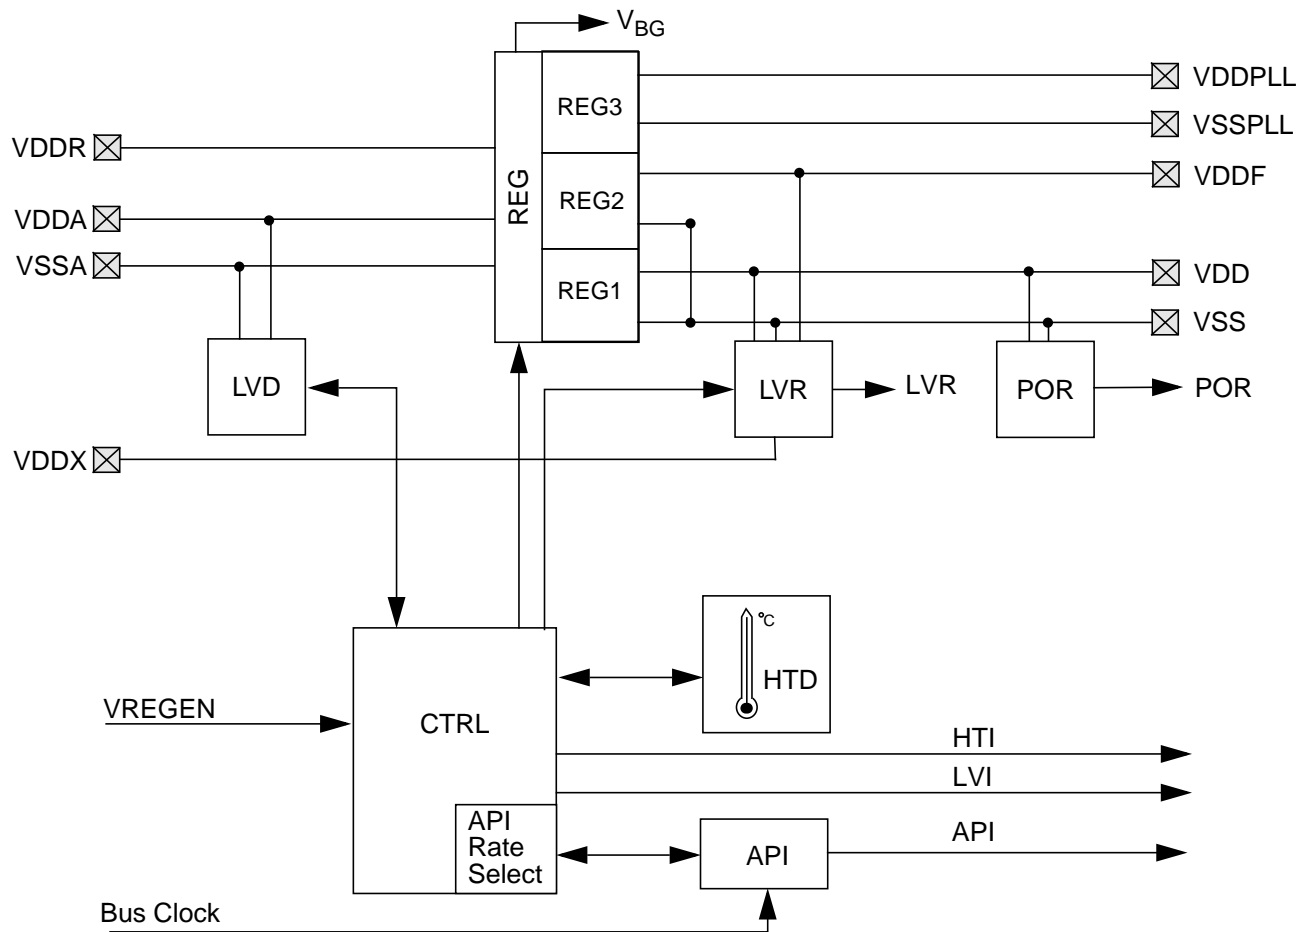 VBG
VDDPLL
REG3
VSSPLL
VDDR
REG
VDDF
REG2
VDDA
VSSA
VDD
REG1
VSS
LVD
LVR
LVR
POR
POR
VDDX
°C
HTD
VREGEN
CTRL
HTI
LVI
API
Rate
Select
API
API
Bus Clock